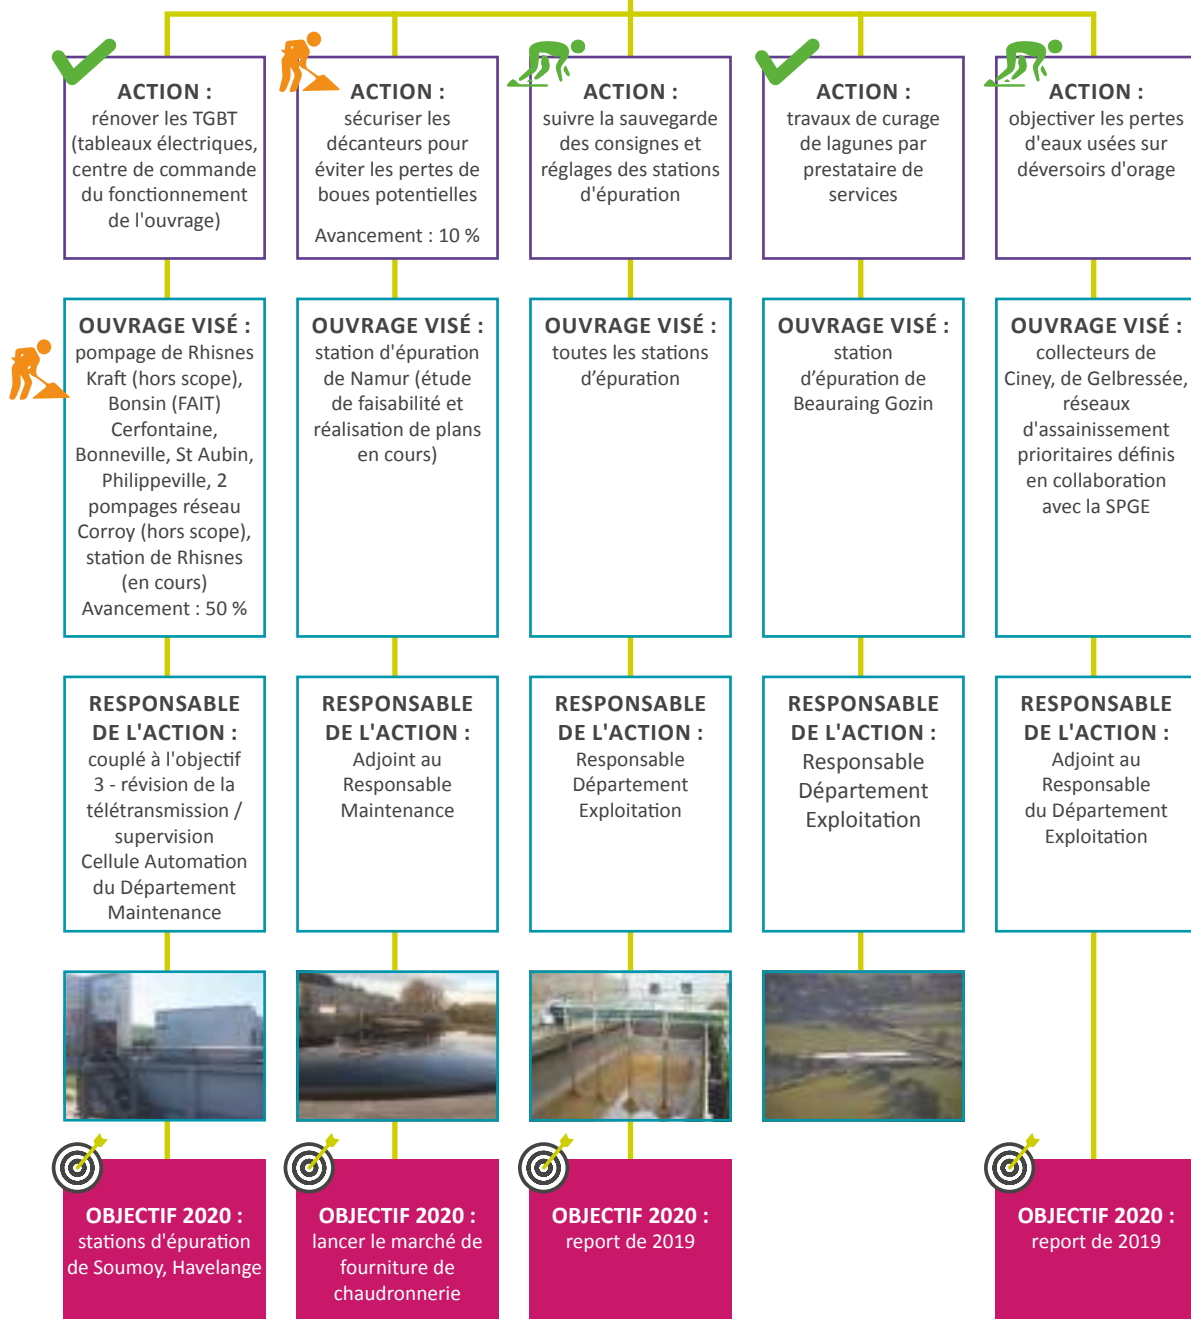 ACTION :
rénover les TGBT
(tableaux électriques,
centre de commande
du fonctionnement
de l'ouvrage)
ACTION :
sécuriser les
décanteurs pour
éviter les pertes de
boues potentielles
Avancement : 10 %
ACTION :
suivre la sauvegarde
des consignes et
réglages des stations
d'épuration
ACTION :
travaux de curage
de lagunes par
prestataire de
services
ACTION :
objectiver les pertes
d'eaux usées sur
déversoirs d'orage
OUVRAGE VISÉ :
pompage de Rhisnes
Kraft (hors scope),
Bonsin (FAIT)
Cerfontaine,
Bonneville, St Aubin,
Philippeville, 2
pompages réseau
Corroy (hors scope),
station de Rhisnes
(en cours)
Avancement : 50 %
OUVRAGE VISÉ :
station d'épuration
de Namur (étude
de faisabilité et
réalisation de plans
en cours)
OUVRAGE VISÉ :
toutes les stations
d’épuration
OUVRAGE VISÉ :
station
d’épuration de
Beauraing Gozin
OUVRAGE VISÉ :
collecteurs de
Ciney, de Gelbressée,
réseaux
d'assainissement
prioritaires définis
en collaboration
avec la SPGE
RESPONSABLE
DE L'ACTION :
couplé à l'objectif
3 - révision de la
télétransmission /
supervision
Cellule Automation
du Département
Maintenance
RESPONSABLE
DE L'ACTION :
Adjoint au
Responsable
Maintenance
RESPONSABLE
DE L'ACTION :
Responsable
Département
Exploitation
RESPONSABLE
DE L'ACTION :
Responsable
Département
Exploitation
RESPONSABLE
DE L'ACTION :
Adjoint au
Responsable
du Département
Exploitation
OBJECTIF 2020 :
stations d'épuration
de Soumoy, Havelange
OBJECTIF 2020 :
lancer le marché de
fourniture de
chaudronnerie
OBJECTIF 2020 :
report de 2019
OBJECTIF 2020 :
report de 2019